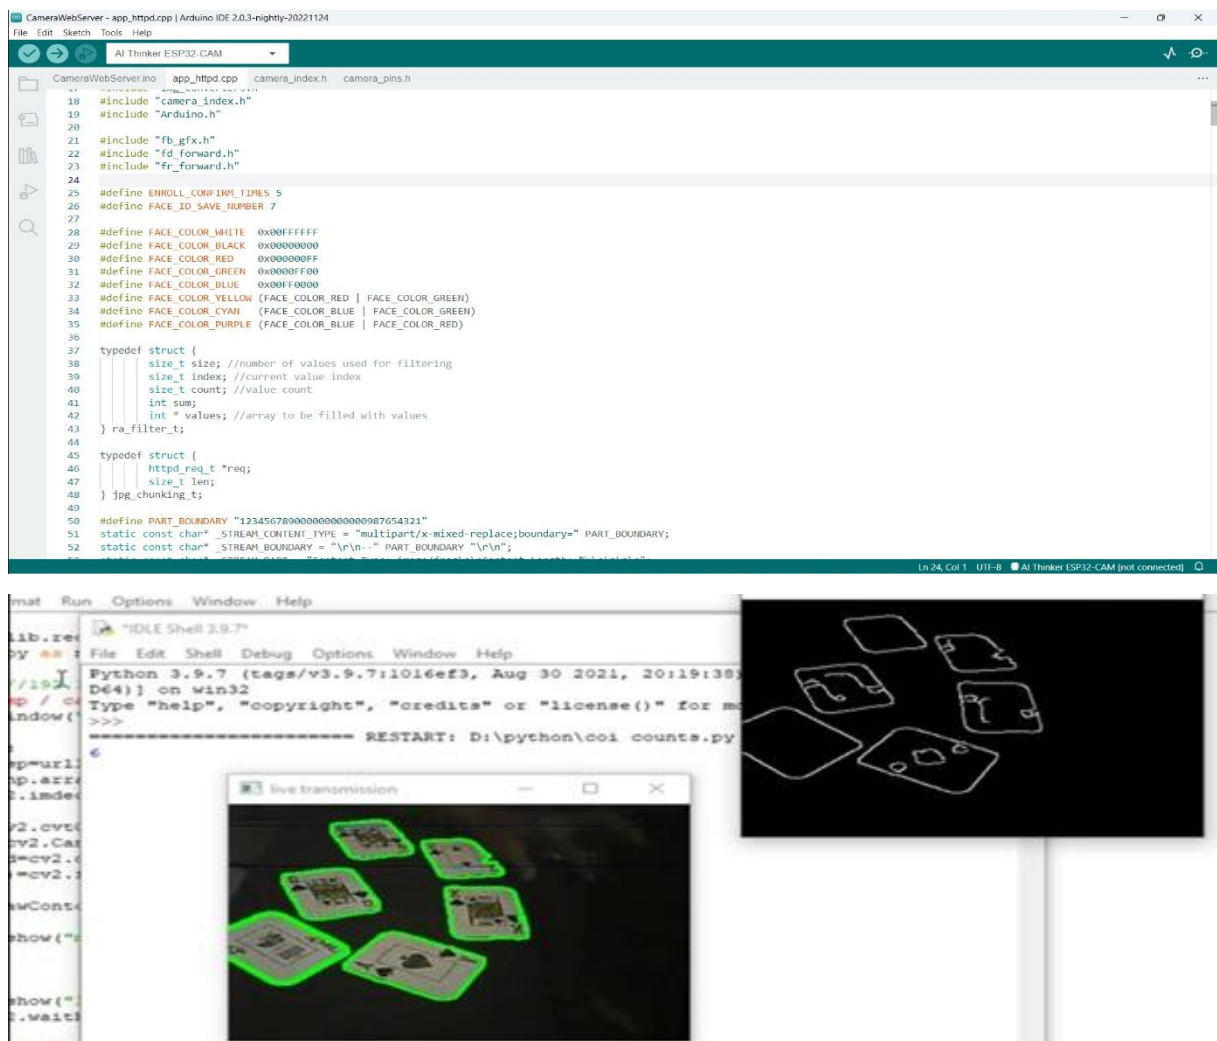 CameraWebServer - app_httpd.cpp | Arduino IDE 2.0.3-nightly-20221124
File Edit Sketch Tools Help
AI Thinker ESP32-CAM
CameraWebServer.ino app_httpd.cpp camera_index.h camera_pins.h
18 #include "camera_index.h"
19 #include "Arduino.h"
20
21 #include "fb_gfx.h"
22 #include "fd_forward.h"
23 #include "fr_forward.h"
24
25 #define ENROLL_CONFIRM_TIMES 5
26 #define FACE_ID_SAVE_NUMBER 7
27
28 #define FACE_COLOR_WHITE 0x00FFFFFF
29 #define FACE_COLOR_BLACK 0x00000000
30 #define FACE_COLOR_RED 0x000000FF
31 #define FACE_COLOR_GREEN 0x0000FF00
32 #define FACE_COLOR_BLUE 0x00FF0000
33 #define FACE_COLOR_YELLOW (FACE_COLOR_RED | FACE_COLOR_GREEN)
34 #define FACE_COLOR_CYAN (FACE_COLOR_BLUE | FACE_COLOR_GREEN)
35 #define FACE_COLOR_PURPLE (FACE_COLOR_BLUE | FACE_COLOR_RED)
36
37 typedef struct {
38 size_t size; //number of values used for filtering
39 size_t index; //current value index
40 size_t count; //value count
41 int sum;
42 int * values; //array to be filled with values
43 } ra_filter_t;
44
45 typedef struct {
46 httpd_req_t *req;
47 size_t len;
48 } jpg_chunking_t;
49
50 #define PART_BOUNDARY "123456789000000000000987654321"
51 static const char* _STREAM_CONTENT_TYPE = "multipart/x-mixed-replace;boundary=" PART_BOUNDARY;
52 static const char* _STREAM_BOUNDARY = "\r\n--" PART_BOUNDARY "\r\n";
Ln 24, Col 1 UTF-8 AI Thinker ESP32-CAM [not connected]
mat Run Options Window Help
*IDLE Shell 3.9.7*
File Edit Shell Debug Options Window Help
Python 3.9.7 (tags/v3.9.7:1016ef3, Aug 30 2021, 20:19:38)
D64)] on win32
Type "help", "copyright", "credits" or "license()" for
>>>
======================== RESTART: D:\python\coi counts.py
6
live transmission